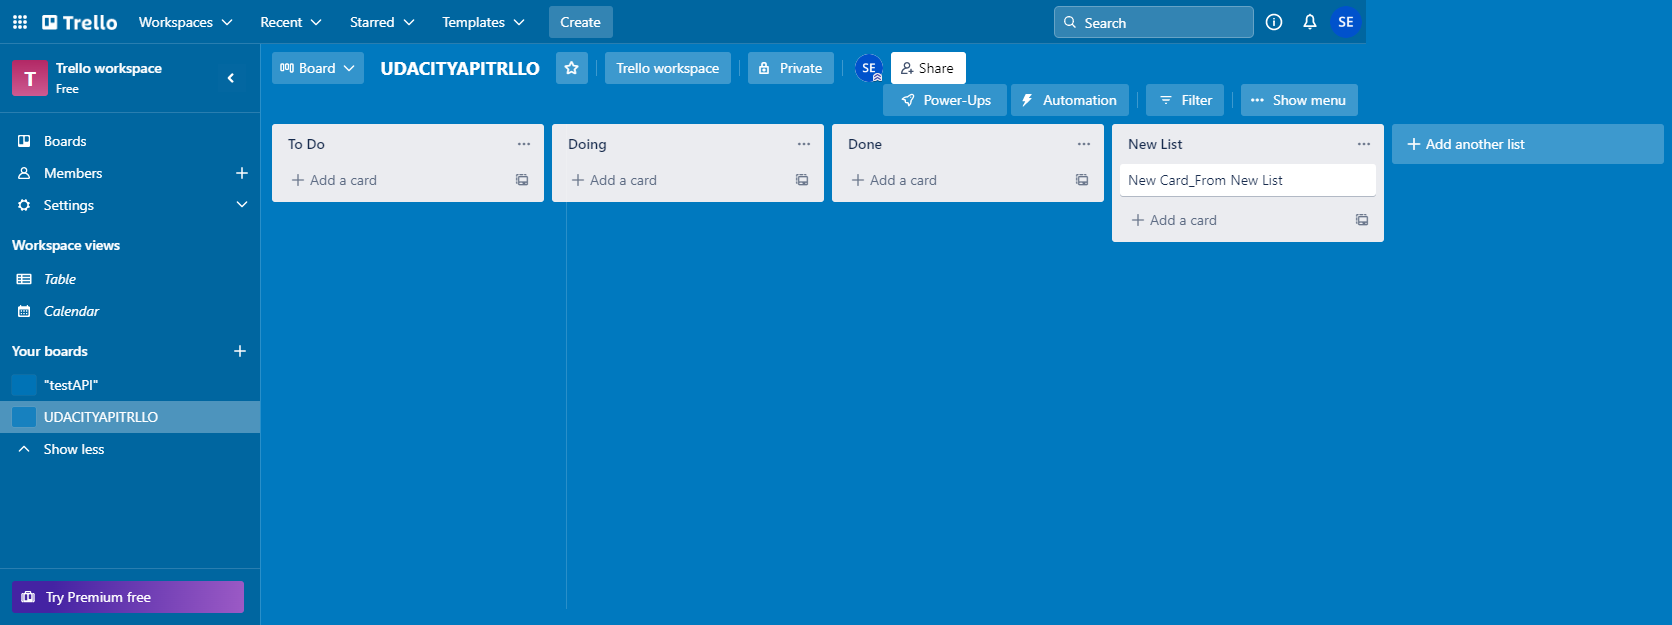 Trello Workspaces Recent Starred Templates Create Search SE
T Trello workspace
Free
Boards
Members
Settings
Workspace views
Table
Calendar
Your boards
"testAPI"
UDACITYAPITRLLO
Show less
Try Premium free
Board UDACITYAPITRLLO Trello workspace Private SE Share
Power-Ups Automation Filter Show menu
To Do
Add a card
Doing
Add a card
Done
Add a card
New List
New Card_From New List
Add a card
Add another list